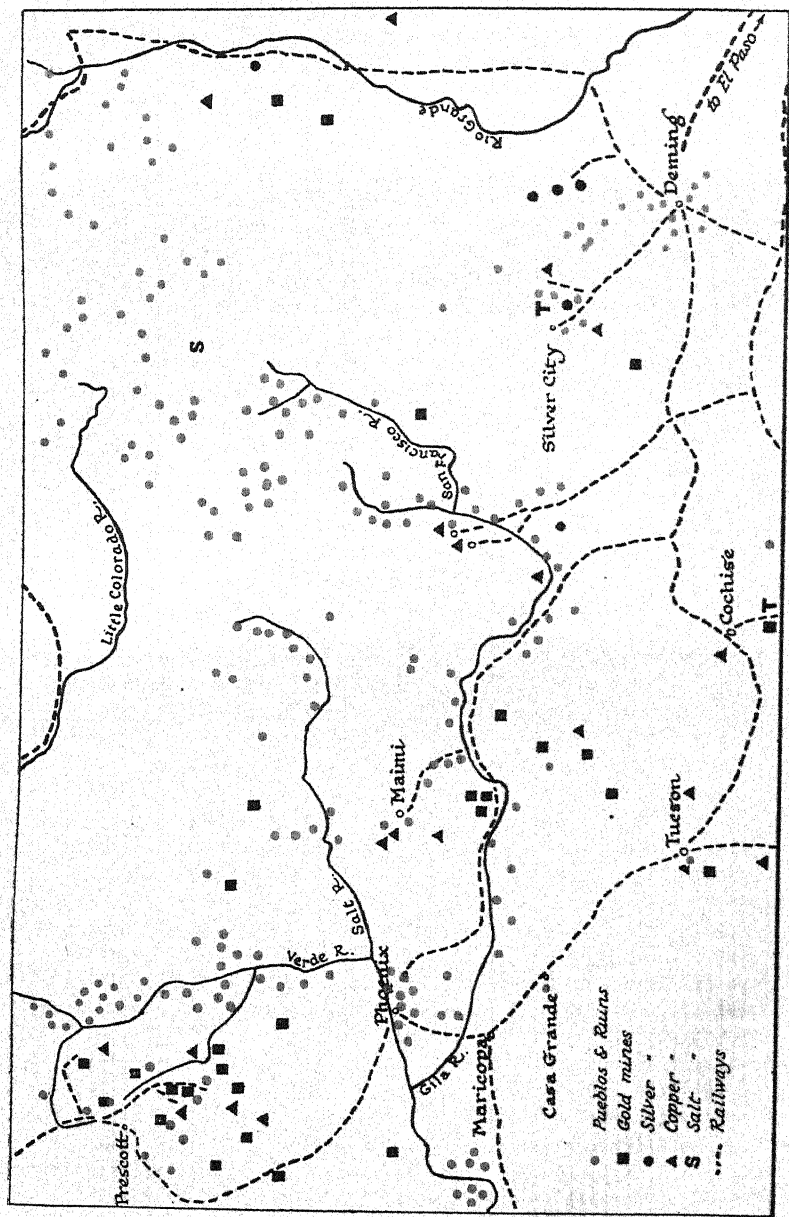 Prescott
Verde R.
Salt R.
Phoenix
Gila R.
Maricopa
Casa Grande
Maimi
Little Colorado R.
San Francisco R.
S
Rio Grande
Silver City
T
Deming
to El Paso
Tucson
Cochise
T
Pueblos & Ruins
Gold mines
Silver "
Copper "
S Salt "
Railways